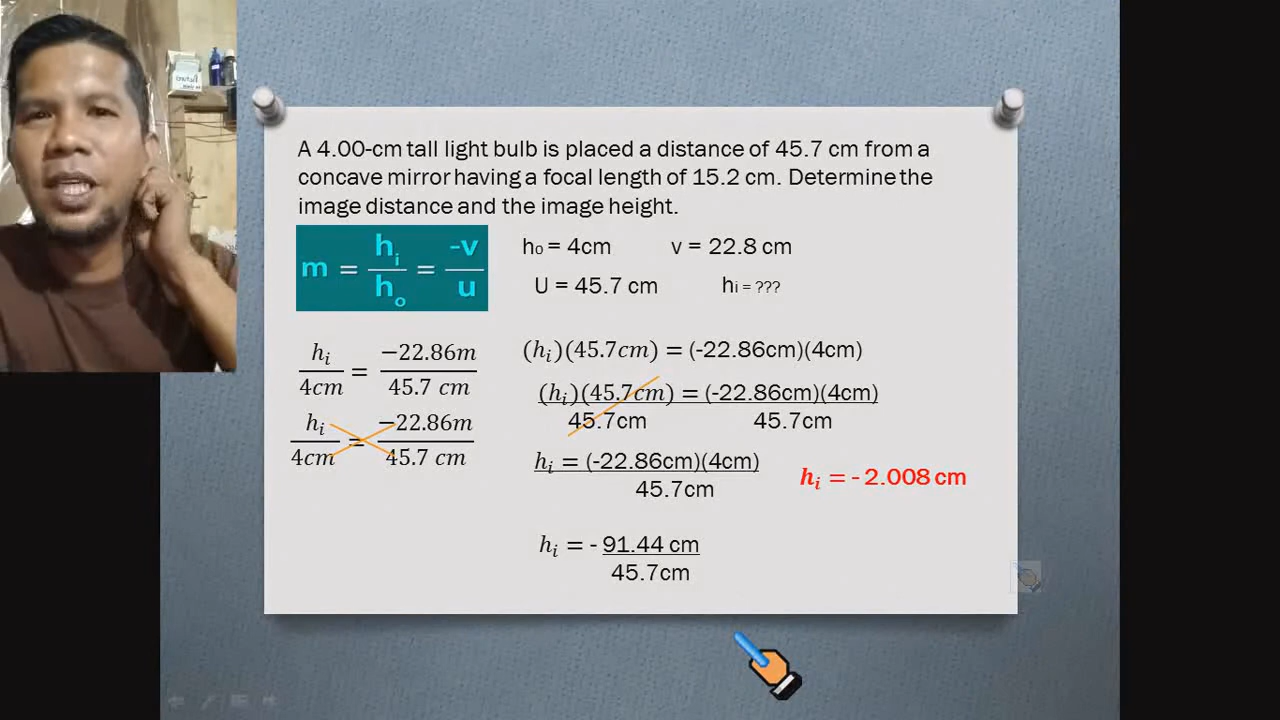 A 4.00-cm tall light bulb is placed a distance of 45.7 cm from a
concave mirror having a focal length of 15.2 cm. Determine the
image distance and the image height.
m = hᵢ/hₒ = -v/u
hₒ = 4cm v = 22.8 cm
U = 45.7 cm hᵢ = ???
hᵢ/4cm = −22.86m/45.7 cm
(hᵢ)(45.7cm) = (-22.86cm)(4cm)
hᵢ/4cm = −22.86m/45.7 cm
(hᵢ)(45.7cm) = (-22.86cm)(4cm)
45.7cm 45.7cm
hᵢ = (-22.86cm)(4cm)
45.7cm
hᵢ = - 2.008 cm
hᵢ = - 91.44 cm
45.7cm